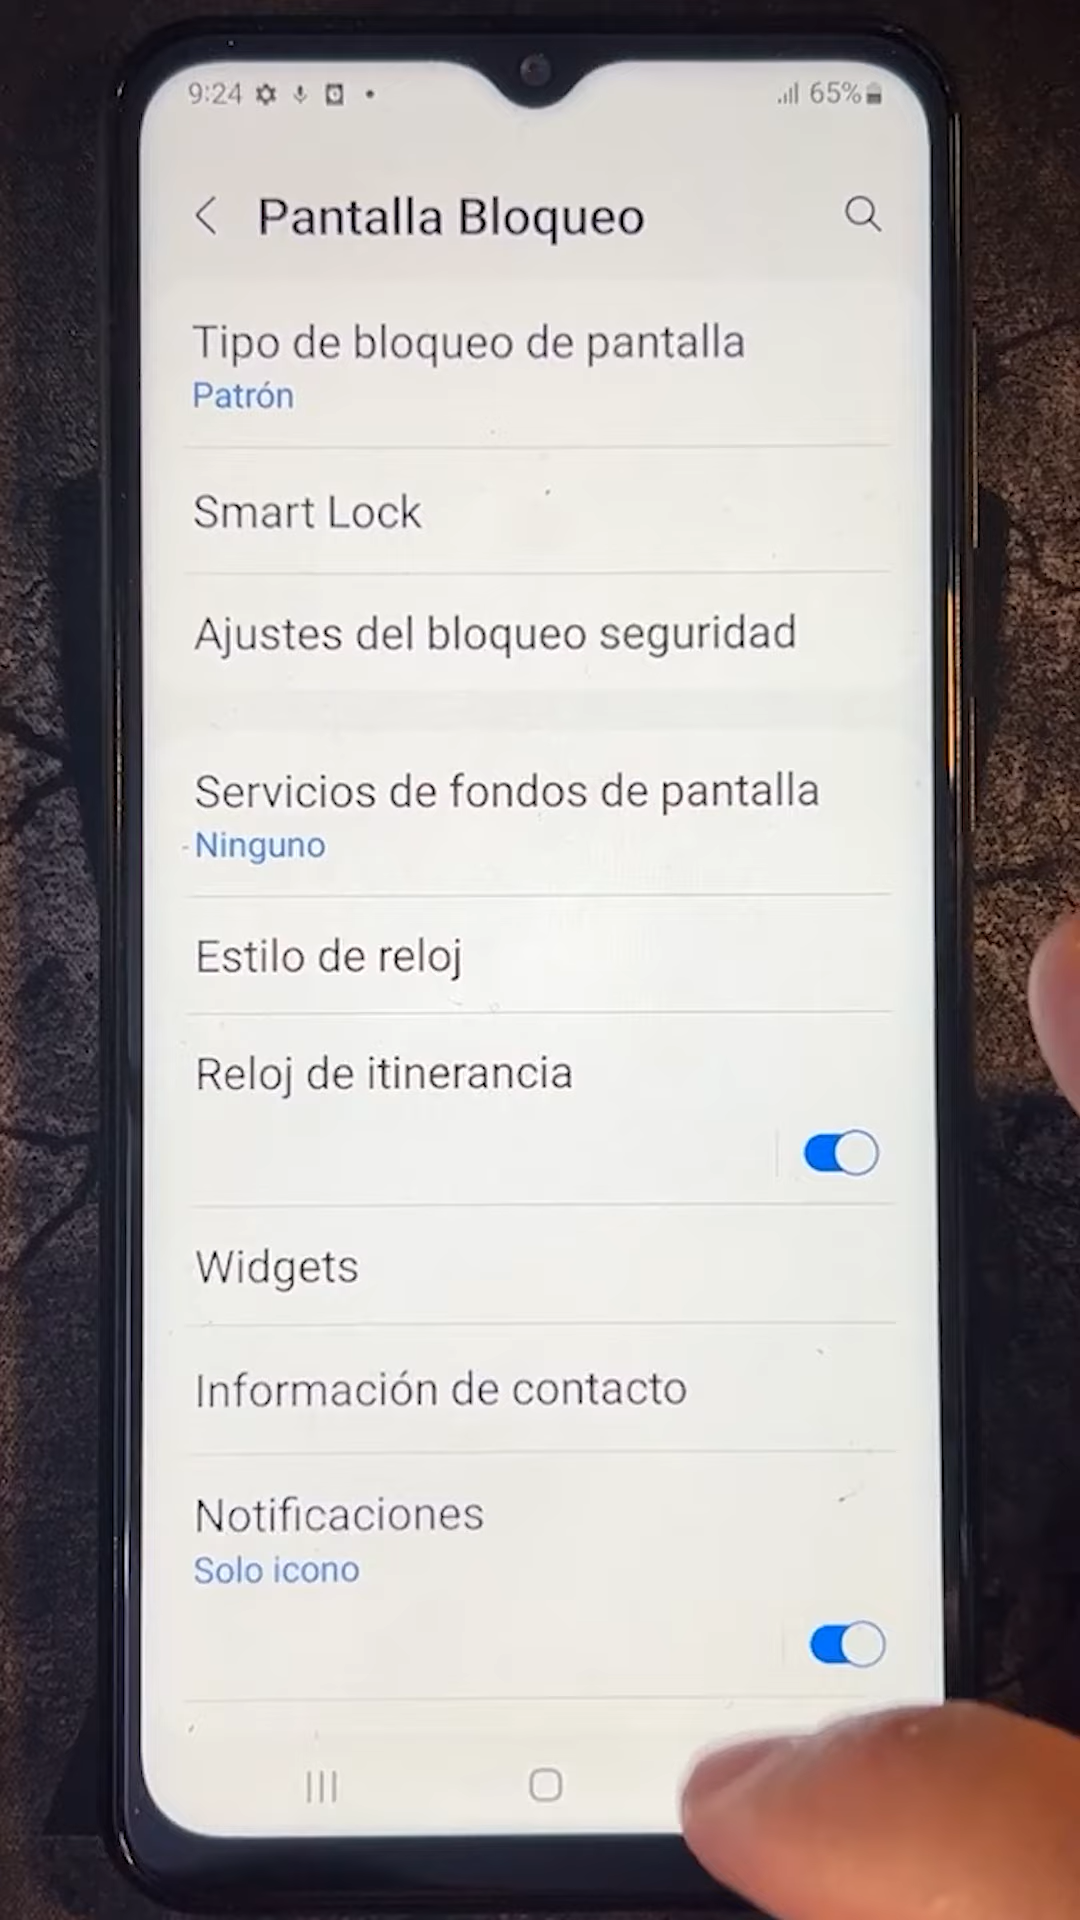 9:24 65%
Pantalla Bloqueo
Tipo de bloqueo de pantalla
Patrón
Smart Lock
Ajustes del bloqueo seguridad
Servicios de fondos de pantalla
Ninguno
Estilo de reloj
Reloj de itinerancia
Widgets
Información de contacto
Notificaciones
Solo icono